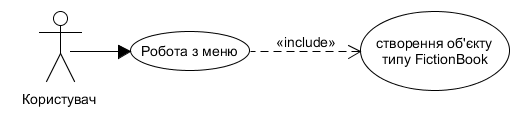 Користувач
Робота з меню
«include»
створення об'єкту
типу FictionBook